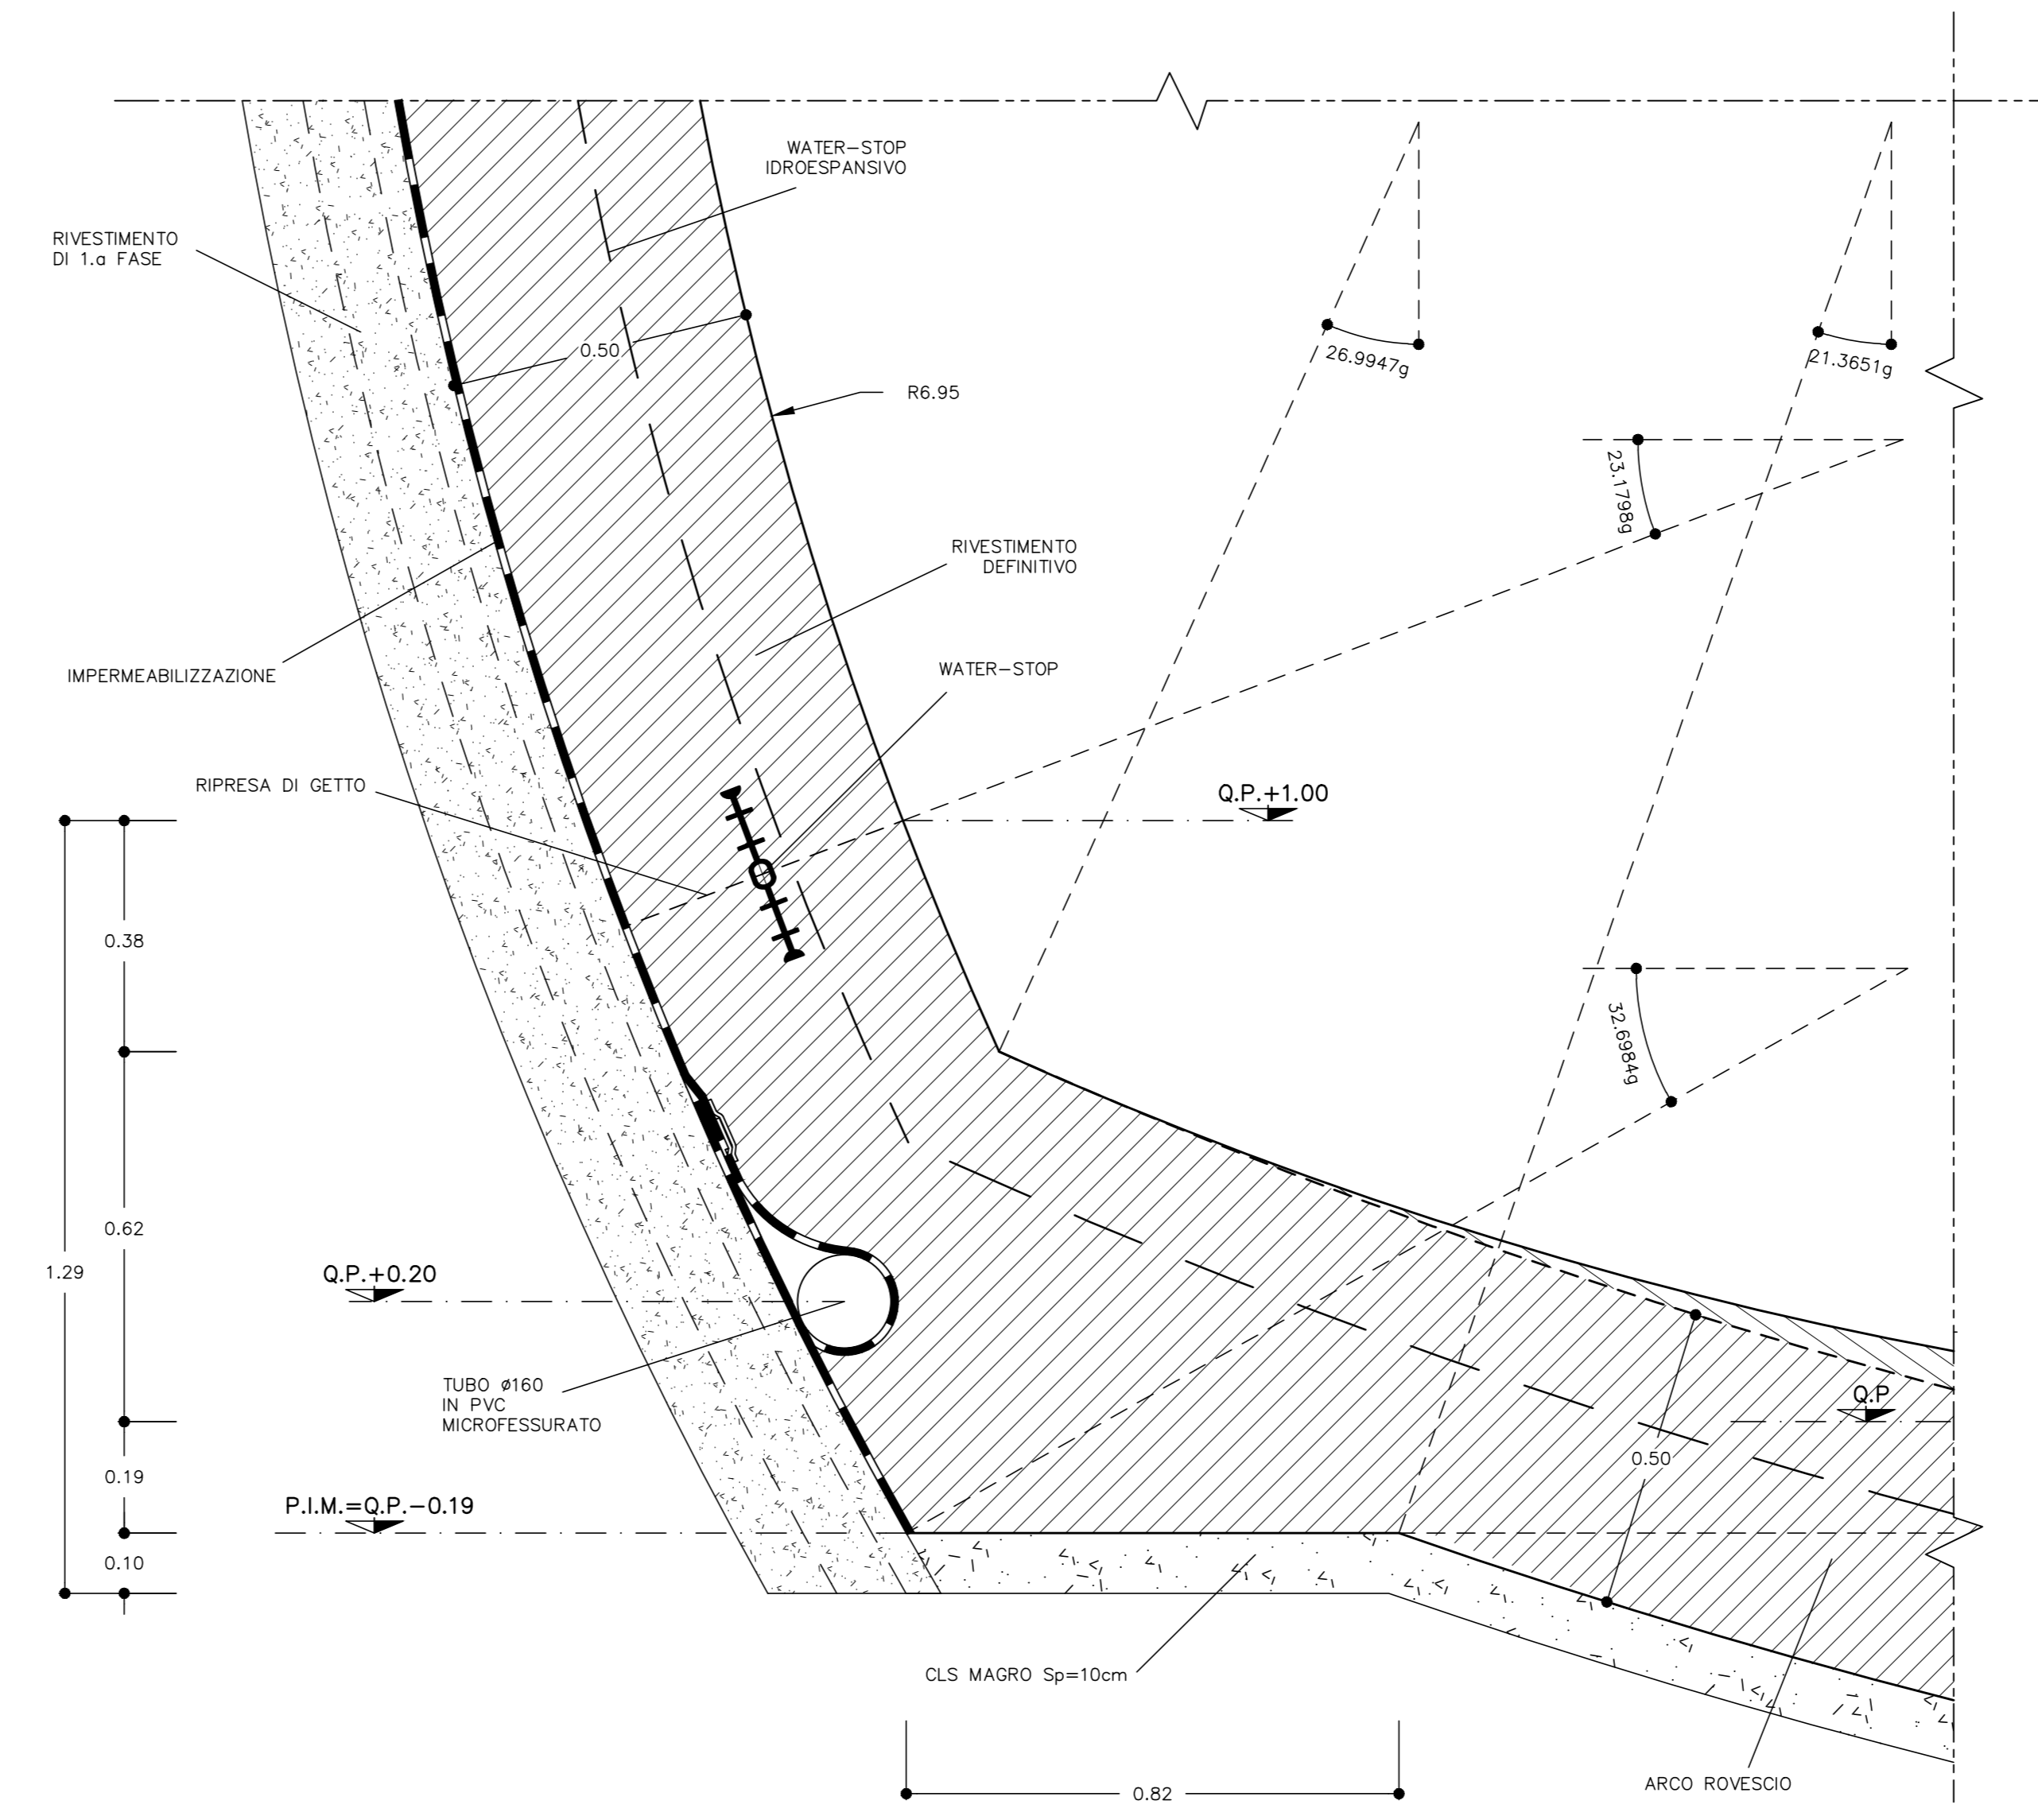 WATER-STOP
IDROESPANSIVO
RIVESTIMENTO
DI 1.a FASE
0.50
R6.95
26.9947g
21.3651g
23.1798g
RIVESTIMENTO
DEFINITIVO
WATER-STOP
IMPERMEABILIZZAZIONE
RIPRESA DI GETTO
Q.P.+1.00
0.38
32.6984g
0.62
1.29
Q.P.+0.20
TUBO ø160
IN PVC
MICROFESSURATO
Q.P
0.50
0.19
P.I.M.=Q.P.-0.19
0.10
CLS MAGRO Sp=10cm
ARCO ROVESCIO
0.82